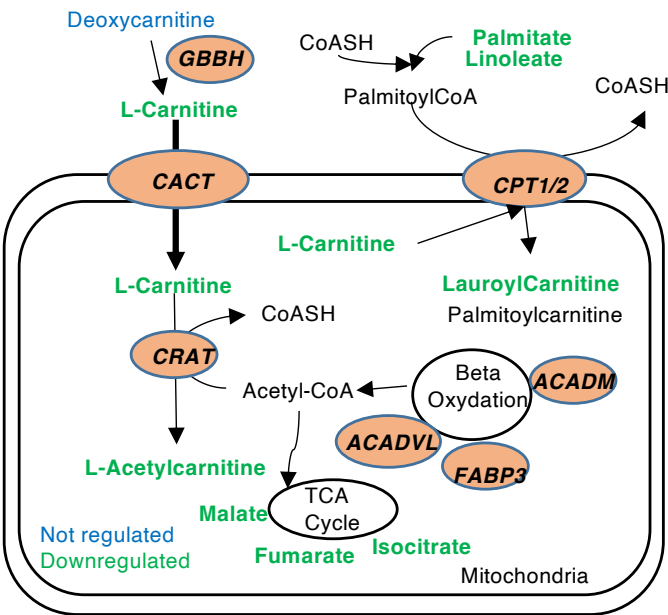 Deoxycarnitine
GBBH
L-Carnitine
CACT
L-Carnitine
CRAT
CoASH
L-Acetylcarnitine
CoASH
Palmitate
Linoleate
PalmitoylCoA
CoASH
CPT1/2
L-Carnitine
LauroylCarnitine
Palmitoylcarnitine
Acetyl-CoA
Beta
Oxydation
ACADM
ACADVL
FABP3
TCA
Cycle
Malate
Fumarate
Isocitrate
Not regulated
Downregulated
Mitochondria